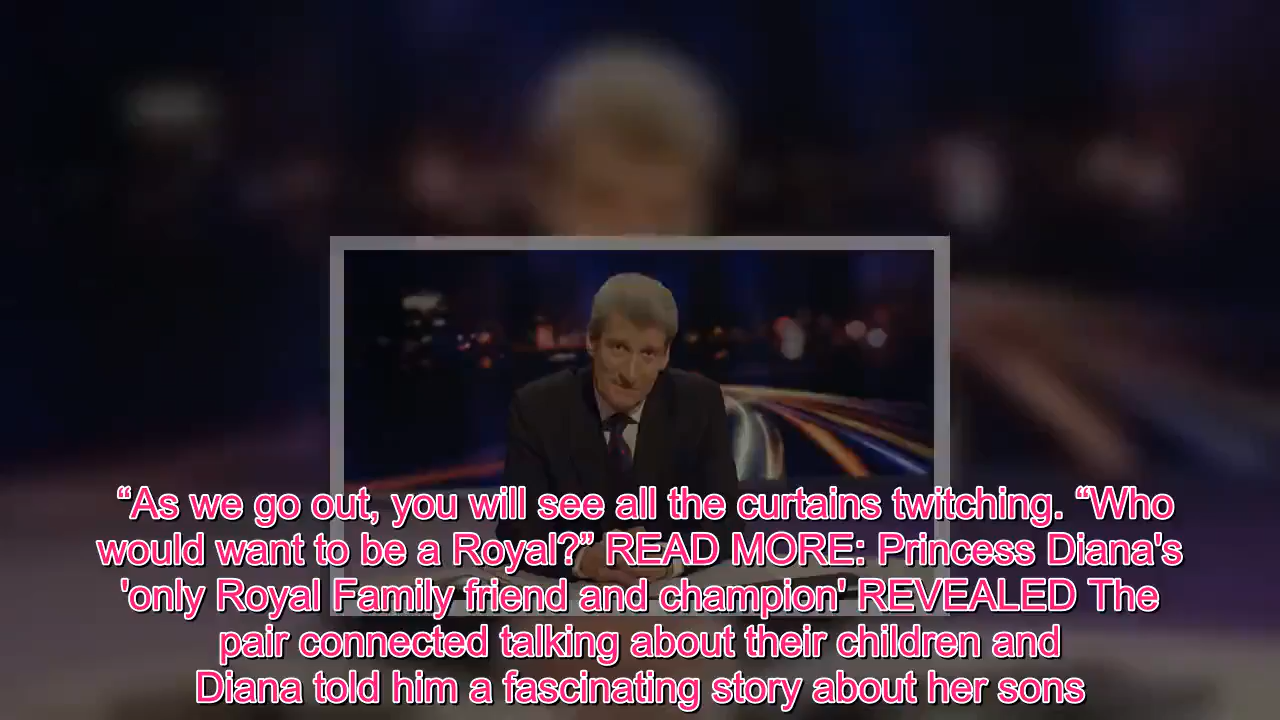 “As we go out, you will see all the curtains twitching. “Who
would want to be a Royal?” READ MORE: Princess Diana's
'only Royal Family friend and champion' REVEALED The
pair connected talking about their children and
Diana told him a fascinating story about her sons